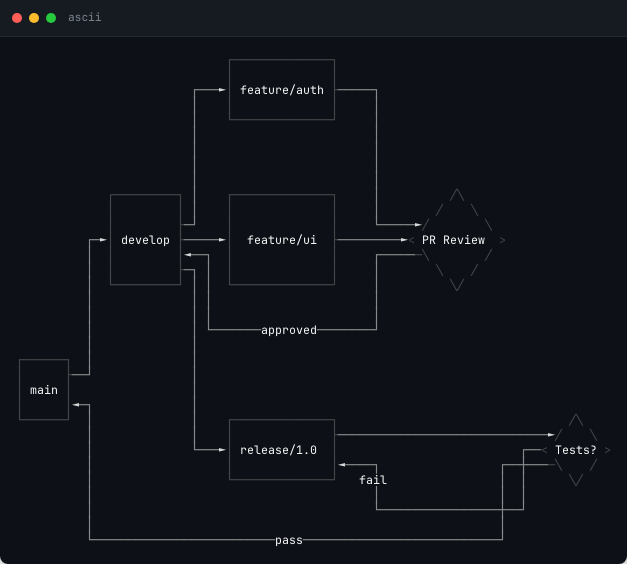 ascii
feature/auth
develop
feature/ui
PR Review
approved
main
release/1.0
Tests?
fail
pass